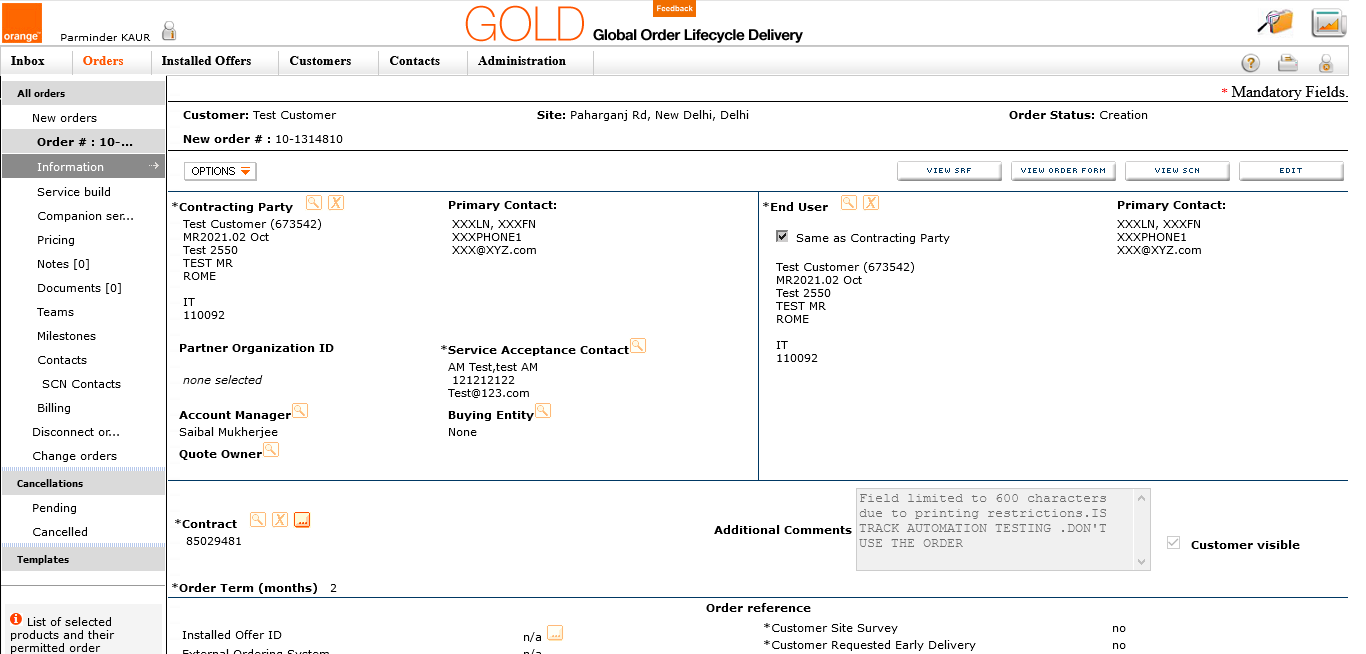 Feedback
orange™
Parminder KAUR
GOLD Global Order Lifecycle Delivery
Inbox Orders Installed Offers Customers Contacts Administration
* Mandatory Fields.
All orders
New orders
Order # : 10-...
Information
Service build
Companion ser...
Pricing
Notes [0]
Documents [0]
Teams
Milestones
Contacts
SCN Contacts
Billing
Disconnect or...
Change orders
Cancellations
Pending
Cancelled
Templates
List of selected
products and their
permitted order
Customer: Test Customer Site: Paharganj Rd, New Delhi, Delhi Order Status: Creation
New order # : 10-1314810
OPTIONS VIEW SRF VIEW ORDER FORM VIEW SCN EDIT
*Contracting Party
Test Customer (673542)
MR2021.02 Oct
Test 2550
TEST MR
ROME
IT
110092
Primary Contact:
XXXLN, XXXFN
XXXPHONE1
XXX@XYZ.com
Partner Organization ID
none selected
*Service Acceptance Contact
AM Test,test AM
121212122
Test@123.com
Account Manager
Saibal Mukherjee
Buying Entity
None
Quote Owner
*End User
Same as Contracting Party
Test Customer (673542)
MR2021.02 Oct
Test 2550
TEST MR
ROME
IT
110092
Primary Contact:
XXXLN, XXXFN
XXXPHONE1
XXX@XYZ.com
*Contract
85029481
Additional Comments
Field limited to 600 characters
due to printing restrictions.IS
TRACK AUTOMATION TESTING .DON'T
USE THE ORDER
Customer visible
*Order Term (months) 2
Order reference
Installed Offer ID n/a
External Ordering System n/a
*Customer Site Survey no
*Customer Requested Early Delivery no